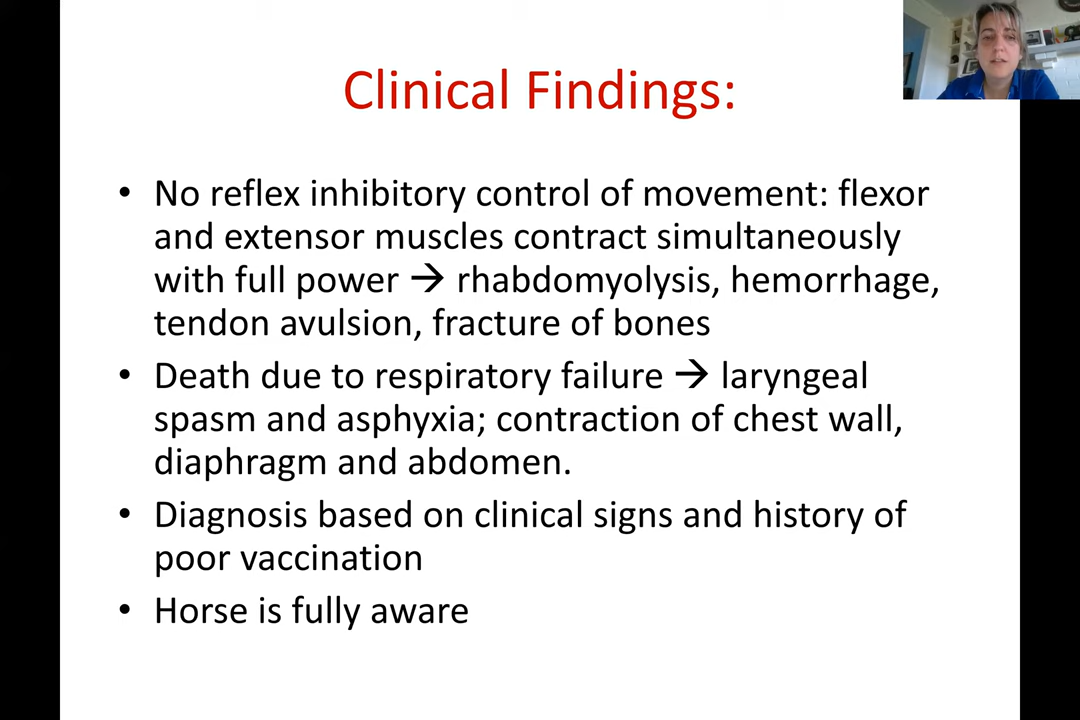 Clinical Findings:
• No reflex inhibitory control of movement: flexor
and extensor muscles contract simultaneously
with full power → rhabdomyolysis, hemorrhage,
tendon avulsion, fracture of bones
• Death due to respiratory failure → laryngeal
spasm and asphyxia; contraction of chest wall,
diaphragm and abdomen.
• Diagnosis based on clinical signs and history of
poor vaccination
• Horse is fully aware